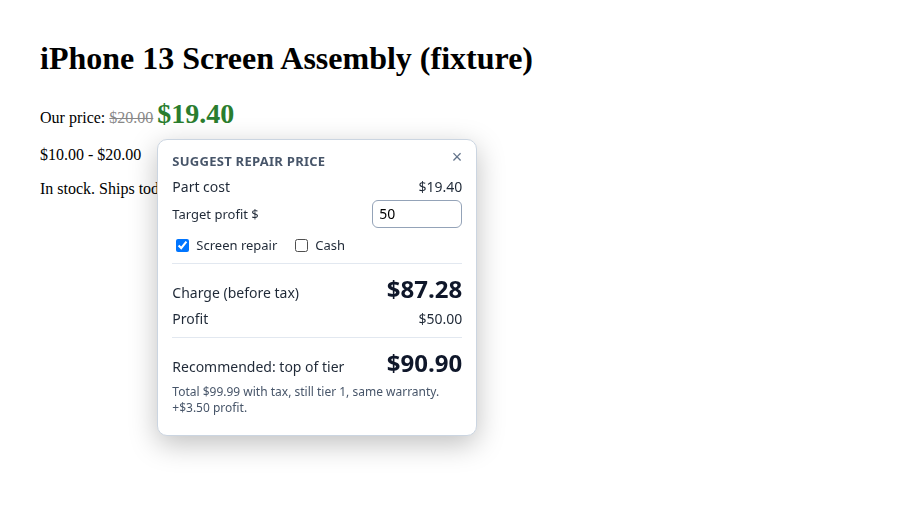 iPhone 13 Screen Assembly (fixture)
Our price: $20.00 $19.40
$10.00 - $20.00
In stock. Ships tod
SUGGEST REPAIR PRICE ×
Part cost $19.40
Target profit $ 50
Screen repair Cash
Charge (before tax) $87.28
Profit $50.00
Recommended: top of tier $90.90
Total $99.99 with tax, still tier 1, same warranty.
+$3.50 profit.